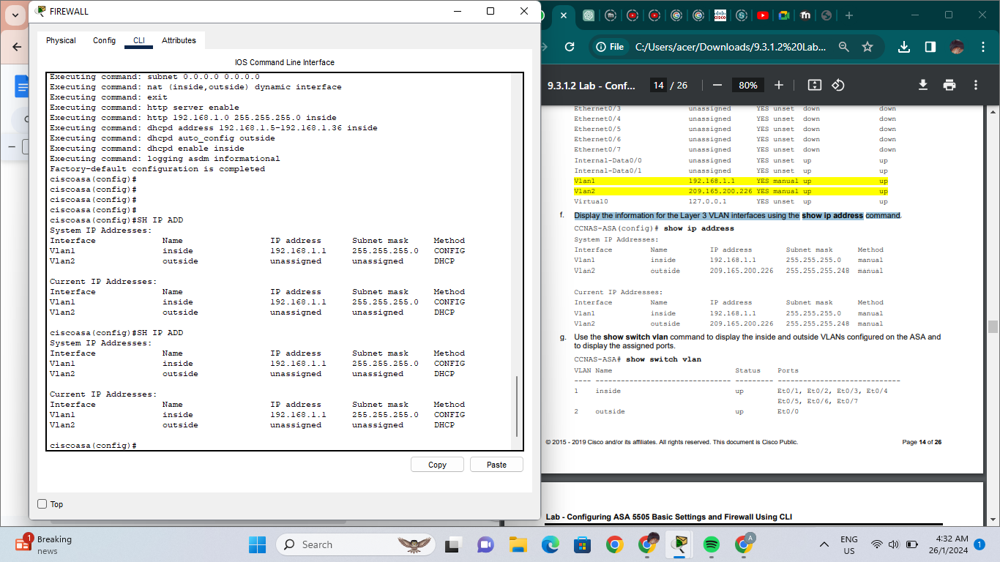 FIREWALL
Physical Config CLI Attributes
IOS Command Line Interface
Executing command: subnet 0.0.0.0 0.0.0.0
Executing command: nat (inside,outside) dynamic interface
Executing command: exit
Executing command: http server enable
Executing command: http 192.168.1.0 255.255.255.0 inside
Executing command: dhcpd address 192.168.1.5-192.168.1.36 inside
Executing command: dhcpd auto_config outside
Executing command: dhcpd enable inside
Executing command: logging asdm informational
Factory-default configuration is completed
ciscoasa(config)#
ciscoasa(config)#
ciscoasa(config)#
ciscoasa(config)#
ciscoasa(config)#SH IP ADD
System IP Addresses:
Interface Name IP address Subnet mask Method
Vlan1 inside 192.168.1.1 255.255.255.0 CONFIG
Vlan2 outside unassigned unassigned DHCP
Current IP Addresses:
Interface Name IP address Subnet mask Method
Vlan1 inside 192.168.1.1 255.255.255.0 CONFIG
Vlan2 outside unassigned unassigned DHCP
ciscoasa(config)#SH IP ADD
System IP Addresses:
Interface Name IP address Subnet mask Method
Vlan1 inside 192.168.1.1 255.255.255.0 CONFIG
Vlan2 outside unassigned unassigned DHCP
Current IP Addresses:
Interface Name IP address Subnet mask Method
Vlan1 inside 192.168.1.1 255.255.255.0 CONFIG
Vlan2 outside unassigned unassigned DHCP
ciscoasa(config)#
Copy Paste
Top
File C:/Users/acer/Downloads/9.3.1.2%20Lab...
9.3.1.2 Lab - Conf... 14 / 26 80%
Ethernet0/3 unassigned YES unset down down
Ethernet0/4 unassigned YES unset down down
Ethernet0/5 unassigned YES unset down down
Ethernet0/6 unassigned YES unset down down
Ethernet0/7 unassigned YES unset down down
Internal-Data0/0 unassigned YES unset up up
Internal-Data0/1 unassigned YES unset up up
Vlan1 192.168.1.1 YES manual up up
Vlan2 209.165.200.226 YES manual up up
Virtual0 127.0.0.1 YES unset up up
f. Display the information for the Layer 3 VLAN interfaces using the show ip address command.
CCNAS-ASA(config)# show ip address
System IP Addresses:
Interface Name IP address Subnet mask Method
Vlan1 inside 192.168.1.1 255.255.255.0 manual
Vlan2 outside 209.165.200.226 255.255.255.248 manual
Current IP Addresses:
Interface Name IP address Subnet mask Method
Vlan1 inside 192.168.1.1 255.255.255.0 manual
Vlan2 outside 209.165.200.226 255.255.255.248 manual
g. Use the show switch vlan command to display the inside and outside VLANs configured on the ASA and
to display the assigned ports.
CCNAS-ASA# show switch vlan
VLAN Name Status Ports
---- -------------------------------- --------- -----------------------------
1 inside up Et0/1, Et0/2, Et0/3, Et0/4
Et0/5, Et0/6, Et0/7
2 outside up Et0/0
© 2015 - 2019 Cisco and/or its affiliates. All rights reserved. This document is Cisco Public. Page 14 of 26
Lab - Configuring ASA 5505 Basic Settings and Firewall Using CLI
1 Breaking
news
Search
A
ENG
US
4:32 AM
26/1/2024
1